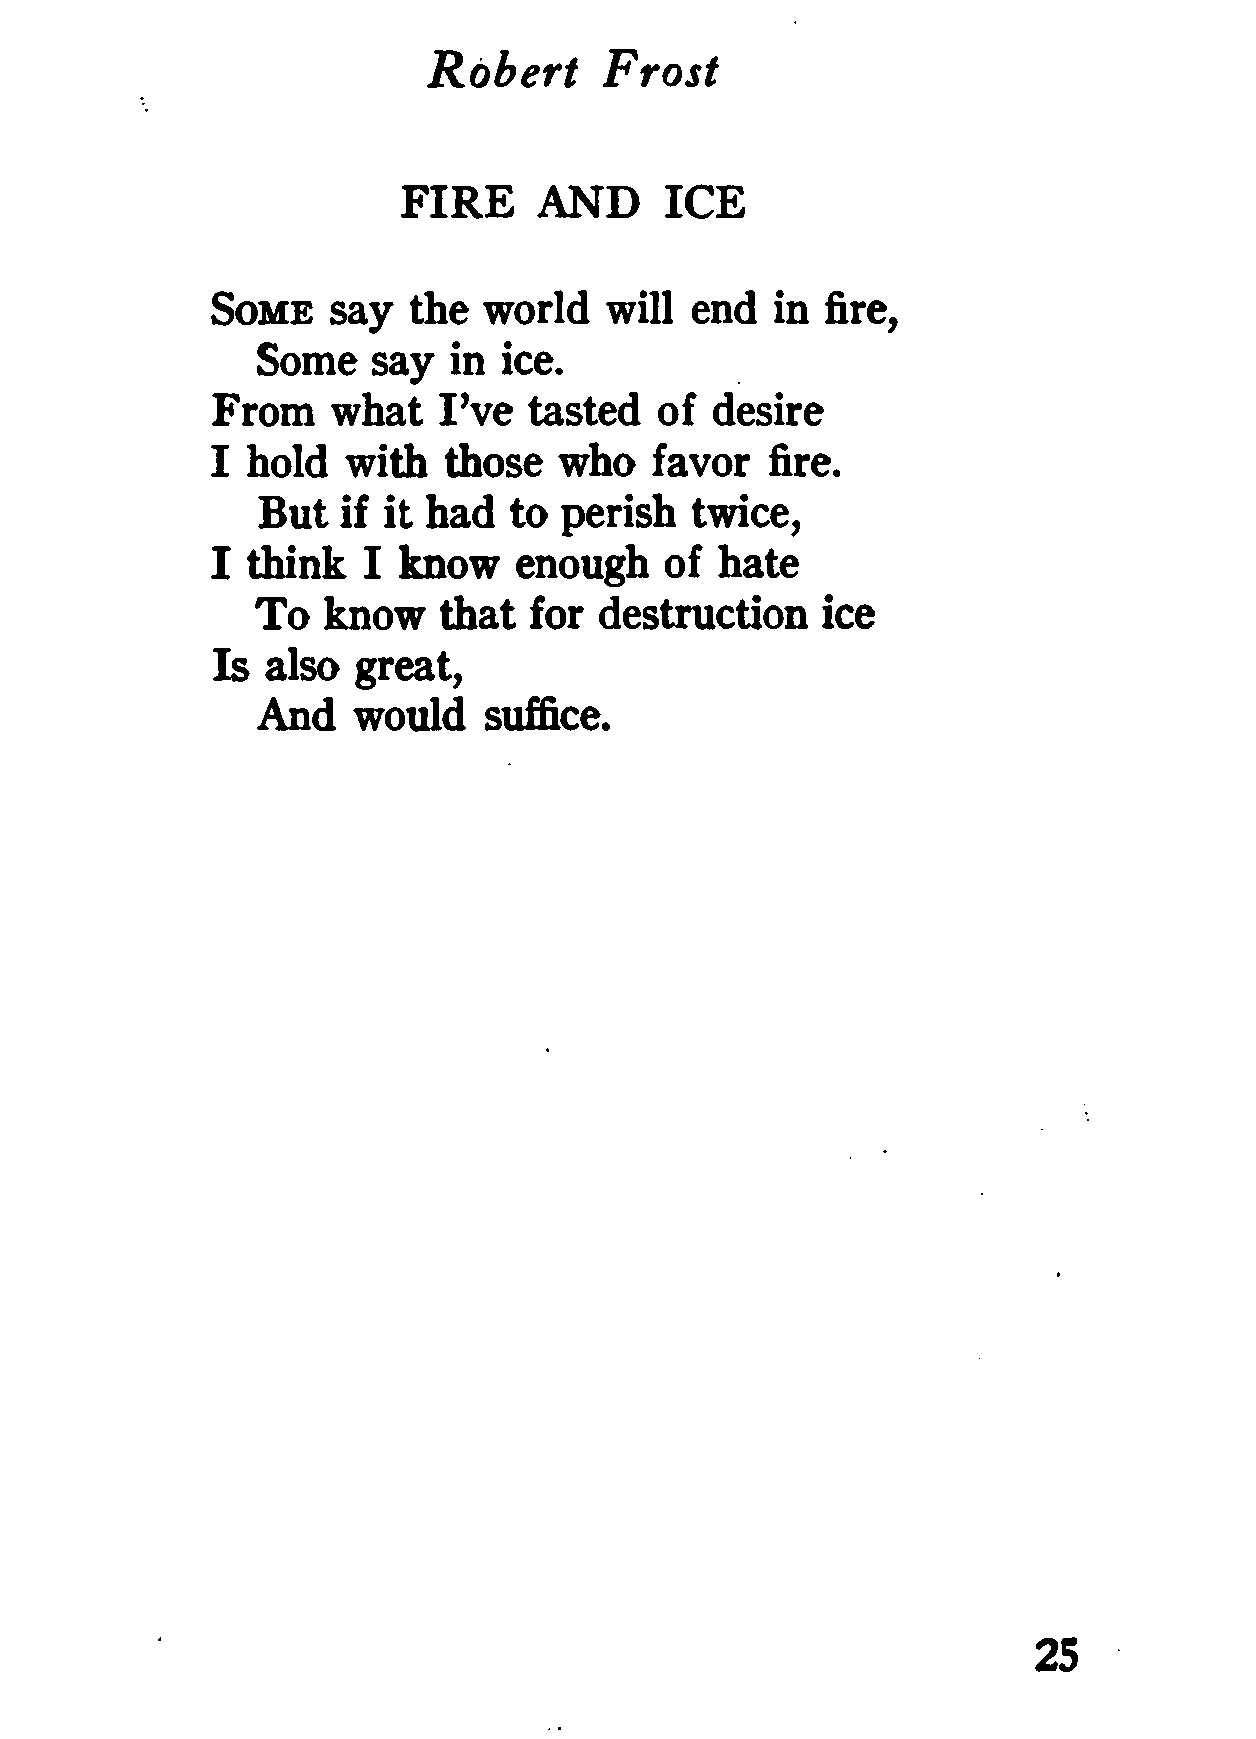 Robert Frost
FIRE AND ICE
SOME say the world will end in fire,
Some say in ice.
From what I've tasted of desire
I hold with those who favor fire.
But if it had to perish twice,
I think I know enough of hate
To know that for destruction ice
Is also great,
And would suffice.
25